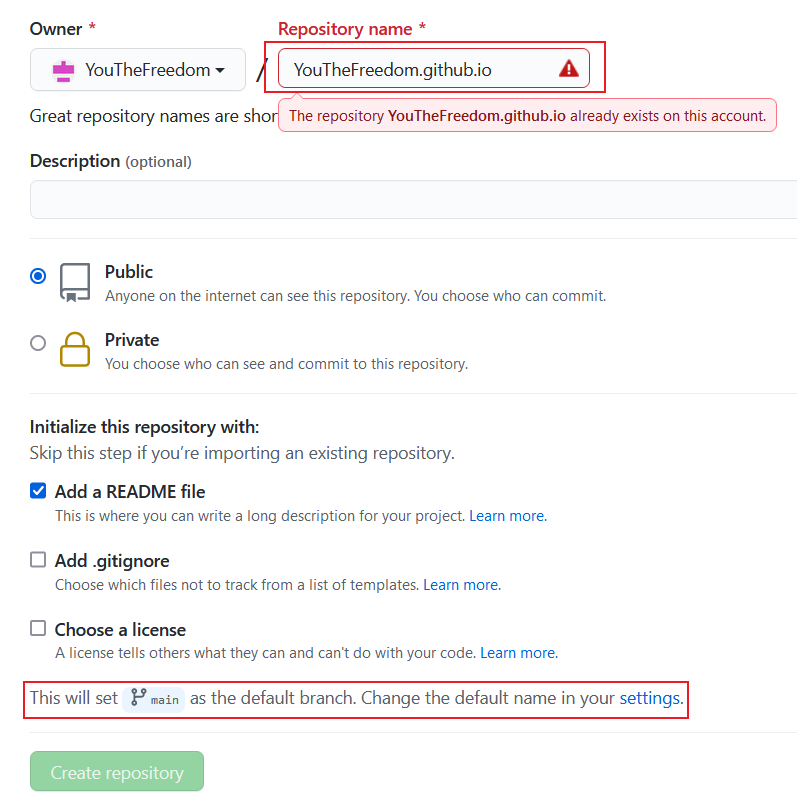 Owner *
Repository name *
YouTheFreedom
/
YouTheFreedom.github.io
Great repository names are shor
The repository YouTheFreedom.github.io already exists on this account.
Description (optional)
Public
Anyone on the internet can see this repository. You choose who can commit.
Private
You choose who can see and commit to this repository.
Initialize this repository with:
Skip this step if you’re importing an existing repository.
Add a README file
This is where you can write a long description for your project. Learn more.
Add .gitignore
Choose which files not to track from a list of templates. Learn more.
Choose a license
A license tells others what they can and can't do with your code. Learn more.
This will set main as the default branch. Change the default name in your settings.
Create repository